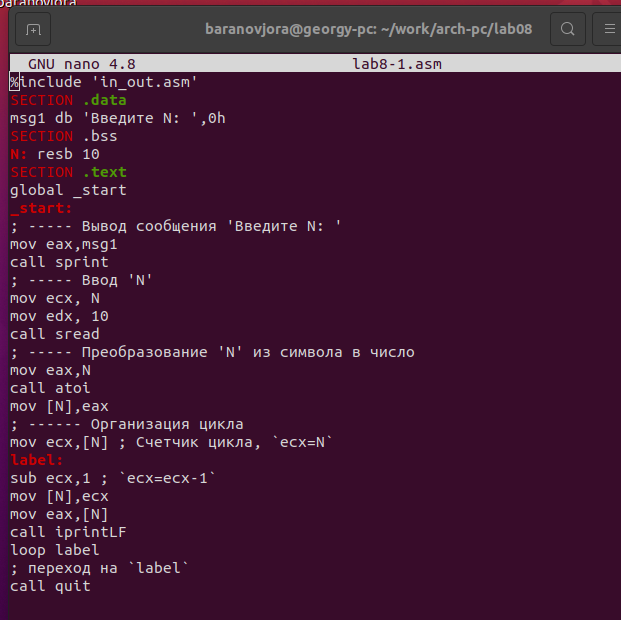 baranovjora
baranovjora@georgy-pc: ~/work/arch-pc/lab08
GNU nano 4.8 lab8-1.asm
%include 'in_out.asm'
SECTION .data
msg1 db 'Введите N: ',0h
SECTION .bss
N: resb 10
SECTION .text
global _start
_start:
; ----- Вывод сообщения 'Введите N: '
mov eax,msg1
call sprint
; ----- Ввод 'N'
mov ecx, N
mov edx, 10
call sread
; ----- Преобразование 'N' из символа в число
mov eax,N
call atoi
mov [N],eax
; ------ Организация цикла
mov ecx,[N] ; Счетчик цикла, `ecx=N`
label:
sub ecx,1 ; `ecx=ecx-1`
mov [N],ecx
mov eax,[N]
call iprintLF
loop label
; переход на `label`
call quit